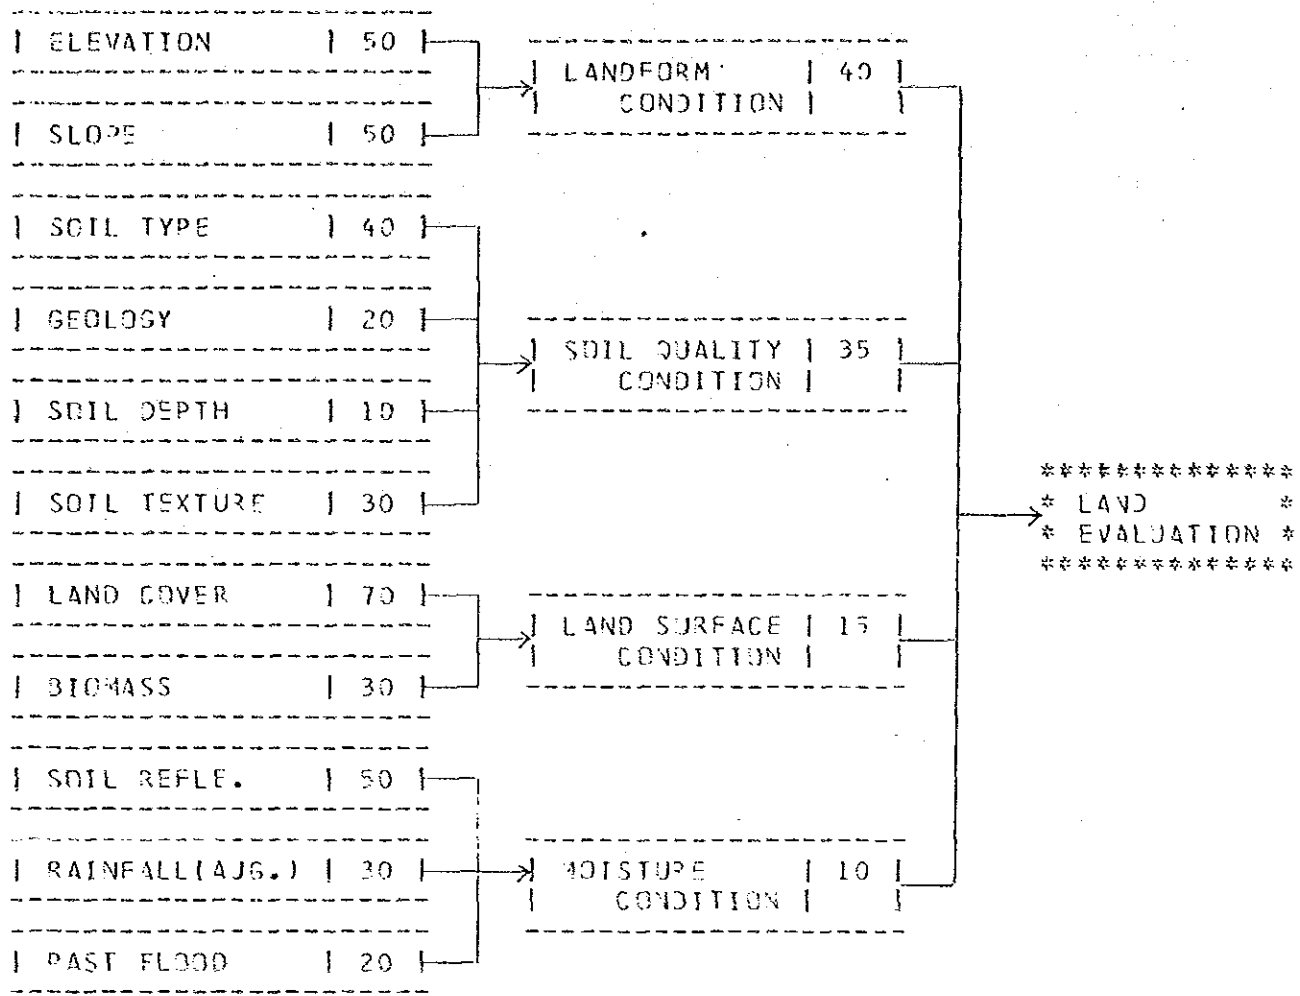 ELEVATION 50
SLOPE 50
SOIL TYPE 40
GEOLOGY 20
SOIL DEPTH 10
SOIL TEXTURE 30
LAND COVER 70
BIOMASS 30
SOIL REFLE. 50
RAINFALL(AUG.) 30
PAST FLOOD 20
LANDFORM 40
CONDITION
SOIL QUALITY 35
CONDITION
LAND SURFACE 15
CONDITION
MOISTURE 10
CONDITION
**************
* LAND *
* EVALUATION *
**************